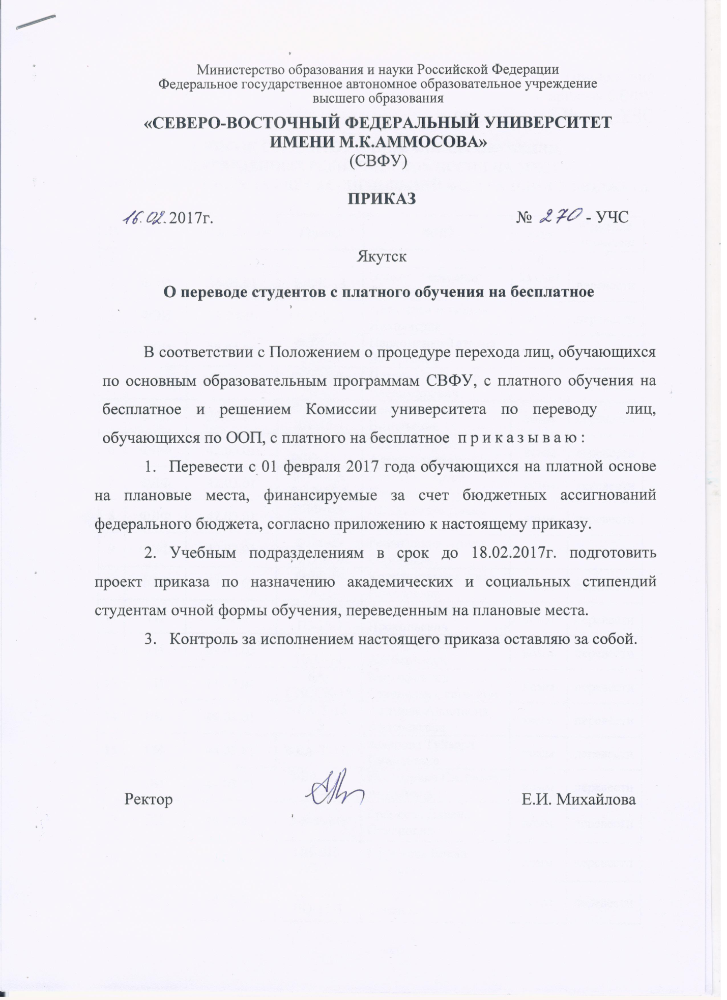 Министерство образования и науки Российской Федерации
Федеральное государственное автономное образовательное учреждение
высшего образования
«СЕВЕРО-ВОСТОЧНЫЙ ФЕДЕРАЛЬНЫЙ УНИВЕРСИТЕТ
ИМЕНИ М.К.АММОСОВА»
(СВФУ)
ПРИКАЗ
16.02.2017г. № 270 - УЧС
Якутск
О переводе студентов с платного обучения на бесплатное
В соответствии с Положением о процедуре перехода лиц, обучающихся
по основным образовательным программам СВФУ, с платного обучения на
бесплатное и решением Комиссии университета по переводу лиц,
обучающихся по ООП, с платного на бесплатное п р и к а з ы в а ю :
1. Перевести с 01 февраля 2017 года обучающихся на платной основе
на плановые места, финансируемые за счет бюджетных ассигнований
федерального бюджета, согласно приложению к настоящему приказу.
2. Учебным подразделениям в срок до 18.02.2017г. подготовить
проект приказа по назначению академических и социальных стипендий
студентам очной формы обучения, переведенным на плановые места.
3. Контроль за исполнением настоящего приказа оставляю за собой.
Ректор Е.И. Михайлова